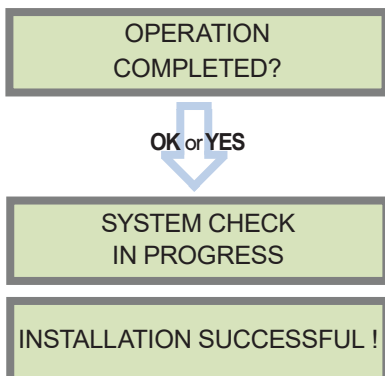 OPERATION
COMPLETED?
OK or YES
SYSTEM CHECK
IN PROGRESS
INSTALLATION SUCCESSFUL !